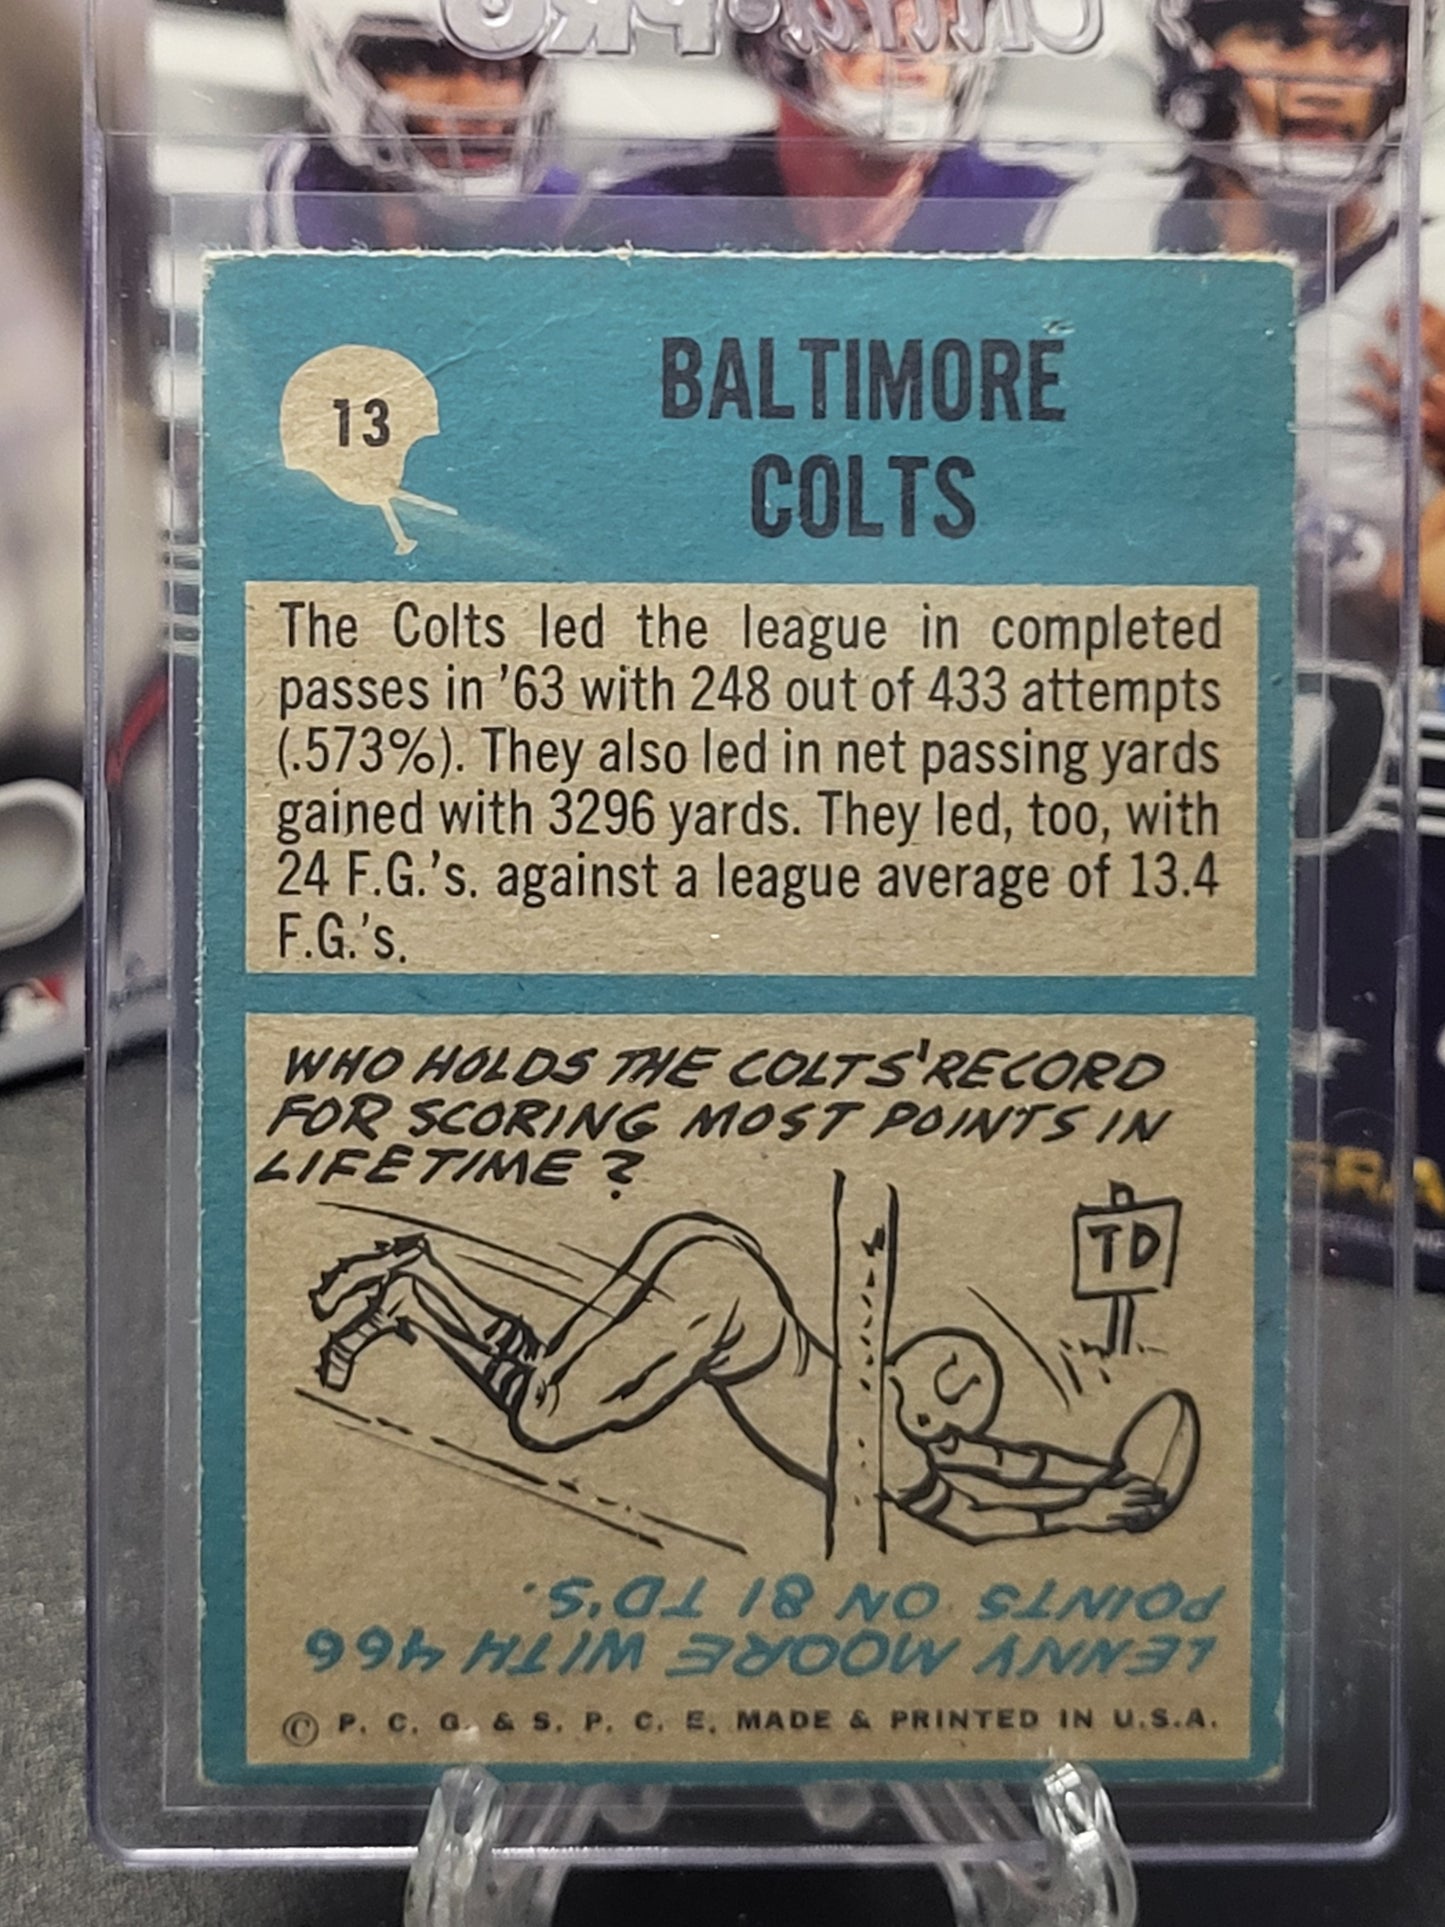 Ultra·PRO
13
BALTIMORE
COLTS
The Colts led the league in completed
passes in ’63 with 248 out of 433 attempts
(.573%). They also led in net passing yards
gained with 3296 yards. They led, too, with
24 F.G.’s. against a league average of 13.4
F.G.’s.
WHO HOLDS THE COLTS' RECORD
FOR SCORING MOST POINTS IN
LIFETIME?
TD
LENNY MOORE WITH 466
POINTS ON 81 TD'S.
© P. C. G. & S. P. C. E. MADE & PRINTED IN U.S.A.